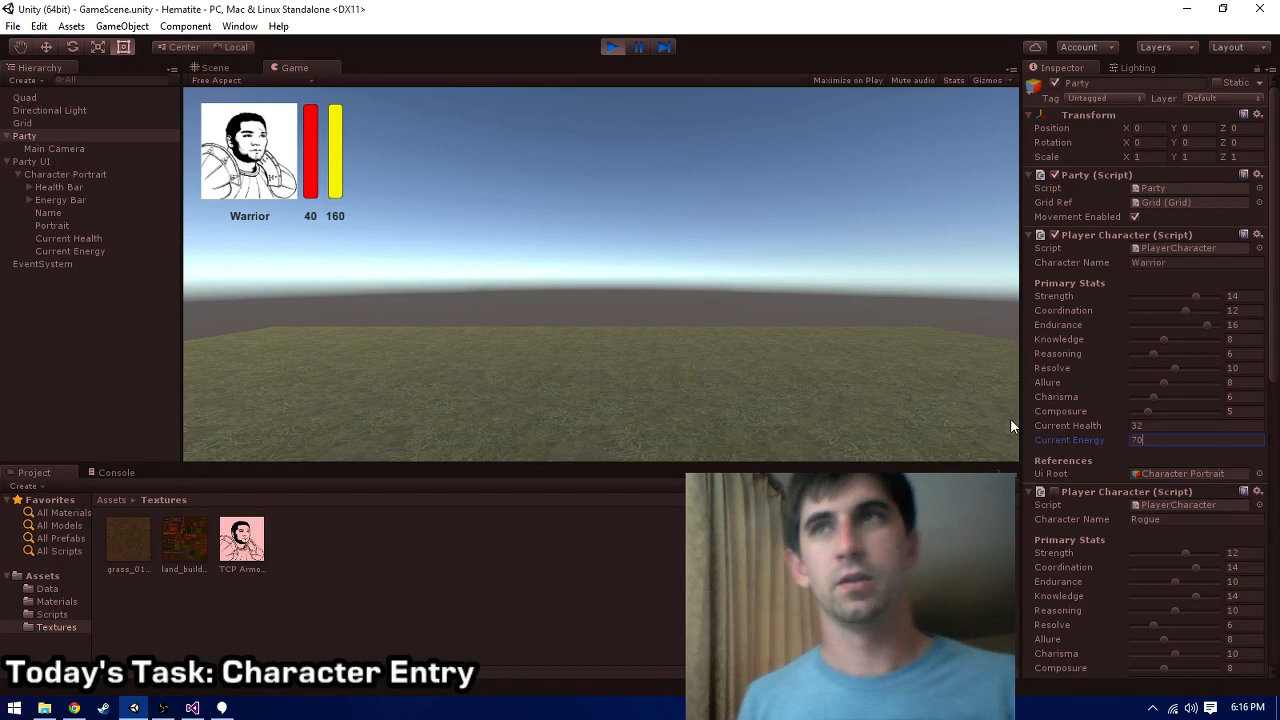 Unity (64bit) - GameScene.unity - Hematite - PC, Mac & Linux Standalone <DX11>
File Edit Assets GameObject Component Window Help
Center Local Account Layers Layout
Hierarchy Scene Game Inspector Lighting
Create All Free Aspect Maximize on Play Mute audio Stats Gizmos Party Static
Quad
Directional Light
Grid
Party
Main Camera
Party UI
Character Portrait
Health Bar
Energy Bar
Name
Portrait
Current Health
Current Energy
EventSystem
Warrior 40 160
Tag Untagged Layer Default
Transform
Position X 0 Y 0 Z 0
Rotation X 0 Y 0 Z 0
Scale X 1 Y 1 Z 1
Party (Script)
Script Party
Grid Ref Grid (Grid)
Movement Enabled
Player Character (Script)
Script PlayerCharacter
Character Name Warrior
Primary Stats
Strength 14
Coordination 12
Endurance 16
Knowledge 8
Reasoning 6
Resolve 10
Allure 8
Charisma 6
Composure 5
Current Health 32
Current Energy 70
References
Ui Root Character Portrait
Player Character (Script)
Script PlayerCharacter
Character Name Rogue
Primary Stats
Strength 12
Coordination 14
Endurance 10
Knowledge 14
Reasoning 10
Resolve 6
Allure 8
Charisma 10
Composure 8
Project Console
Create
Favorites
All Materials
All Models
All Prefabs
All Scripts
Assets
Data
Materials
Scripts
Textures
Assets Textures
grass_01... land_build... TCP Armo...
Today's Task: Character Entry
6:16 PM